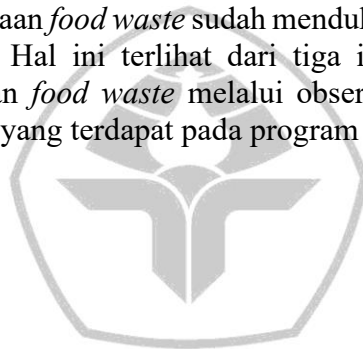 aan food waste sudah menduk
Hal ini terlihat dari tiga i
n food waste melalui obser
yang terdapat pada program